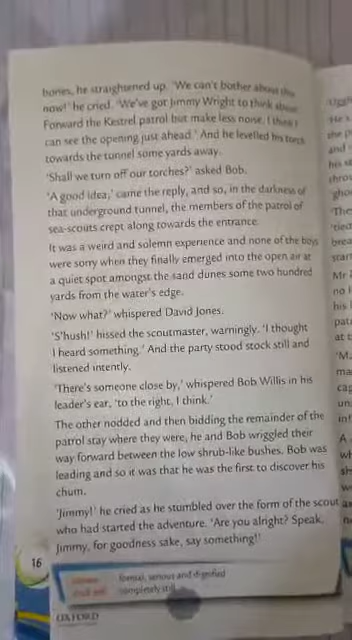 bones, he straightened up. 'We can't bother about this
now!' he cried. 'We've got Jimmy Wright to think about.
Forward the Kestrel patrol but make less noise. I think I
can see the opening just ahead.' And he levelled his torch
towards the tunnel some yards away.
'Shall we turn off our torches?' asked Bob.
'A good idea,' came the reply, and so, in the darkness of
that underground tunnel, the members of the patrol of
sea-scouts crept along towards the entrance.
It was a weird and solemn experience and none of the boys
were sorry when they finally emerged into the open air at
a quiet spot amongst the sand dunes some two hundred
yards from the water's edge.
'Now what?' whispered David Jones.
'S'hush!' hissed the scoutmaster, warningly. 'I thought
I heard something.' And the party stood stock still and
listened intently.
'There's someone close by,' whispered Bob Willis in his
leader's ear, 'to the right, I think.'
The other nodded and then bidding the remainder of the
patrol stay where they were, he and Bob wriggled their
way forward between the low shrub-like bushes. Bob was
leading and so it was that he was the first to discover his
chum.
'Jimmy!' he cried as he stumbled over the form of the scout
who had started the adventure. 'Are you alright? Speak,
Jimmy, for goodness sake, say something!'
16
solemn formal, serious and dignified
stock still completely still
OXFORD